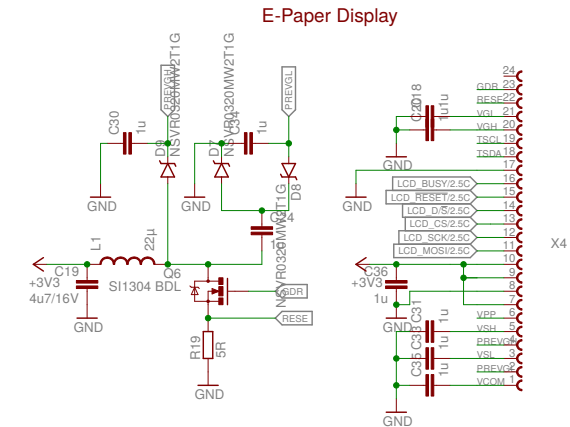 E-Paper Display
PREVGH
NSVR0320MW2T1G
NSVR0320MW2T1G
PREVGL
C30
1u
D9
D7
C34
1u
D8
GND
GND
C24
NSVR0320MW2T1G
L1
22µ
+3V3
C19
4u7/16V
GND
SI1304 BDL
Q6
GDR
RESE
R19
5R
GND
24
GDR 23
RESE 22
VGL 21
VGH 20
TSCL 19
TSDA 18
17
LCD_BUSY/2.5C 16
LCD_RESET/2.5C 15
LCD_D/S/2.5C 14
LCD_CS/2.5C 13
LCD_SCK/2.5C 12
LCD_MOSI/2.5C 11
10
9
8
7
VPP 6
VSH 5
PREVGH 4
VSL 3
PREVGL 2
VCOM 1
X4
C18
1u
1u
GND
GND
+3V3
C36
1u
GND
C31
1u
C33
1u
C35
1u
GND